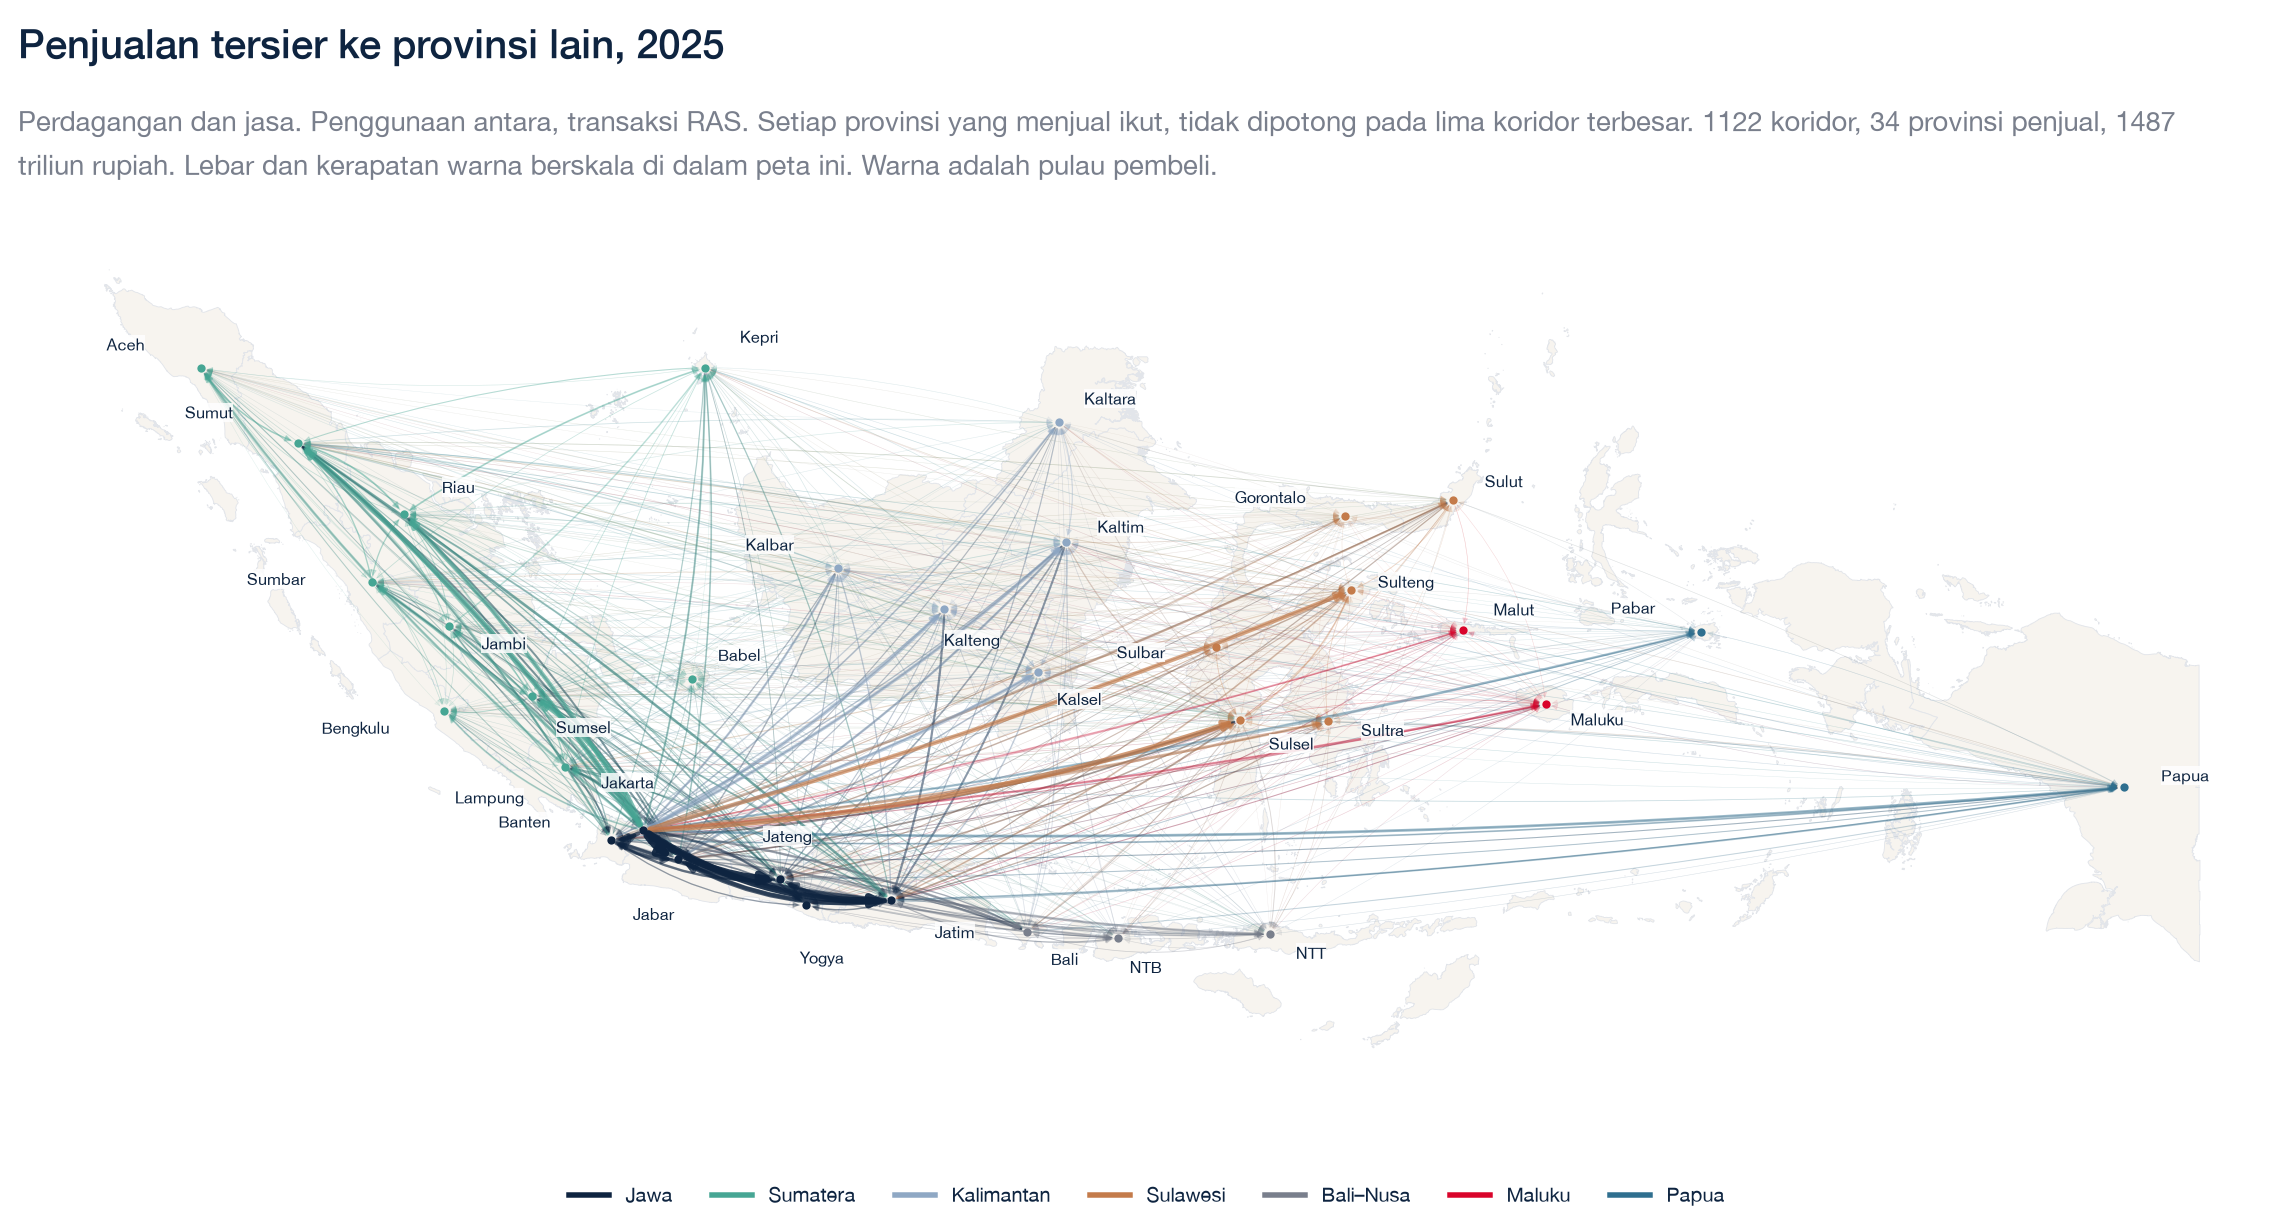 Penjualan tersier ke provinsi lain, 2025
Perdagangan dan jasa. Penggunaan antara, transaksi RAS. Setiap provinsi yang menjual ikut, tidak dipotong pada lima koridor terbesar. 1122 koridor, 34 provinsi penjual, 1487
triliun rupiah. Lebar dan kerapatan warna berskala di dalam peta ini. Warna adalah pulau pembeli.
Kepri
Aceh
Kaltara
Sumut
Sulut
Riau
Gorontalo
Kaltim
Kalbar
Sumbar
Sulteng
Malut
Pabar
Kalteng
Jambi
Sulbar
Babel
Kalsel
Maluku
Bengkulu
Sumsel
Sultra
Sulsel
Papua
Jakarta
Lampung
Banten
Jateng
Jabar
Jatim
NTT
Yogya
Bali
NTB
Jawa
Sumatera
Kalimantan
Sulawesi
Bali–Nusa
Maluku
Papua